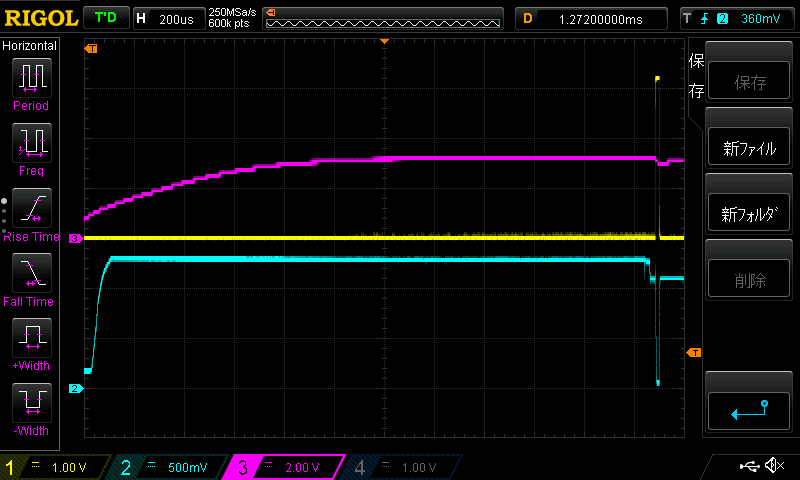 RIGOL T'D H 200us 250MSa/s 600k pts D 1.27200000ms T 2 360mV
Horizontal
Period
Freq
Rise Time
Fall Time
+Width
-Width
T
T
3
2
T
保存
保存
新ファイル
新フォルダ
削除
1 1.00 V 2 500mV 3 2.00 V 4 1.00 V